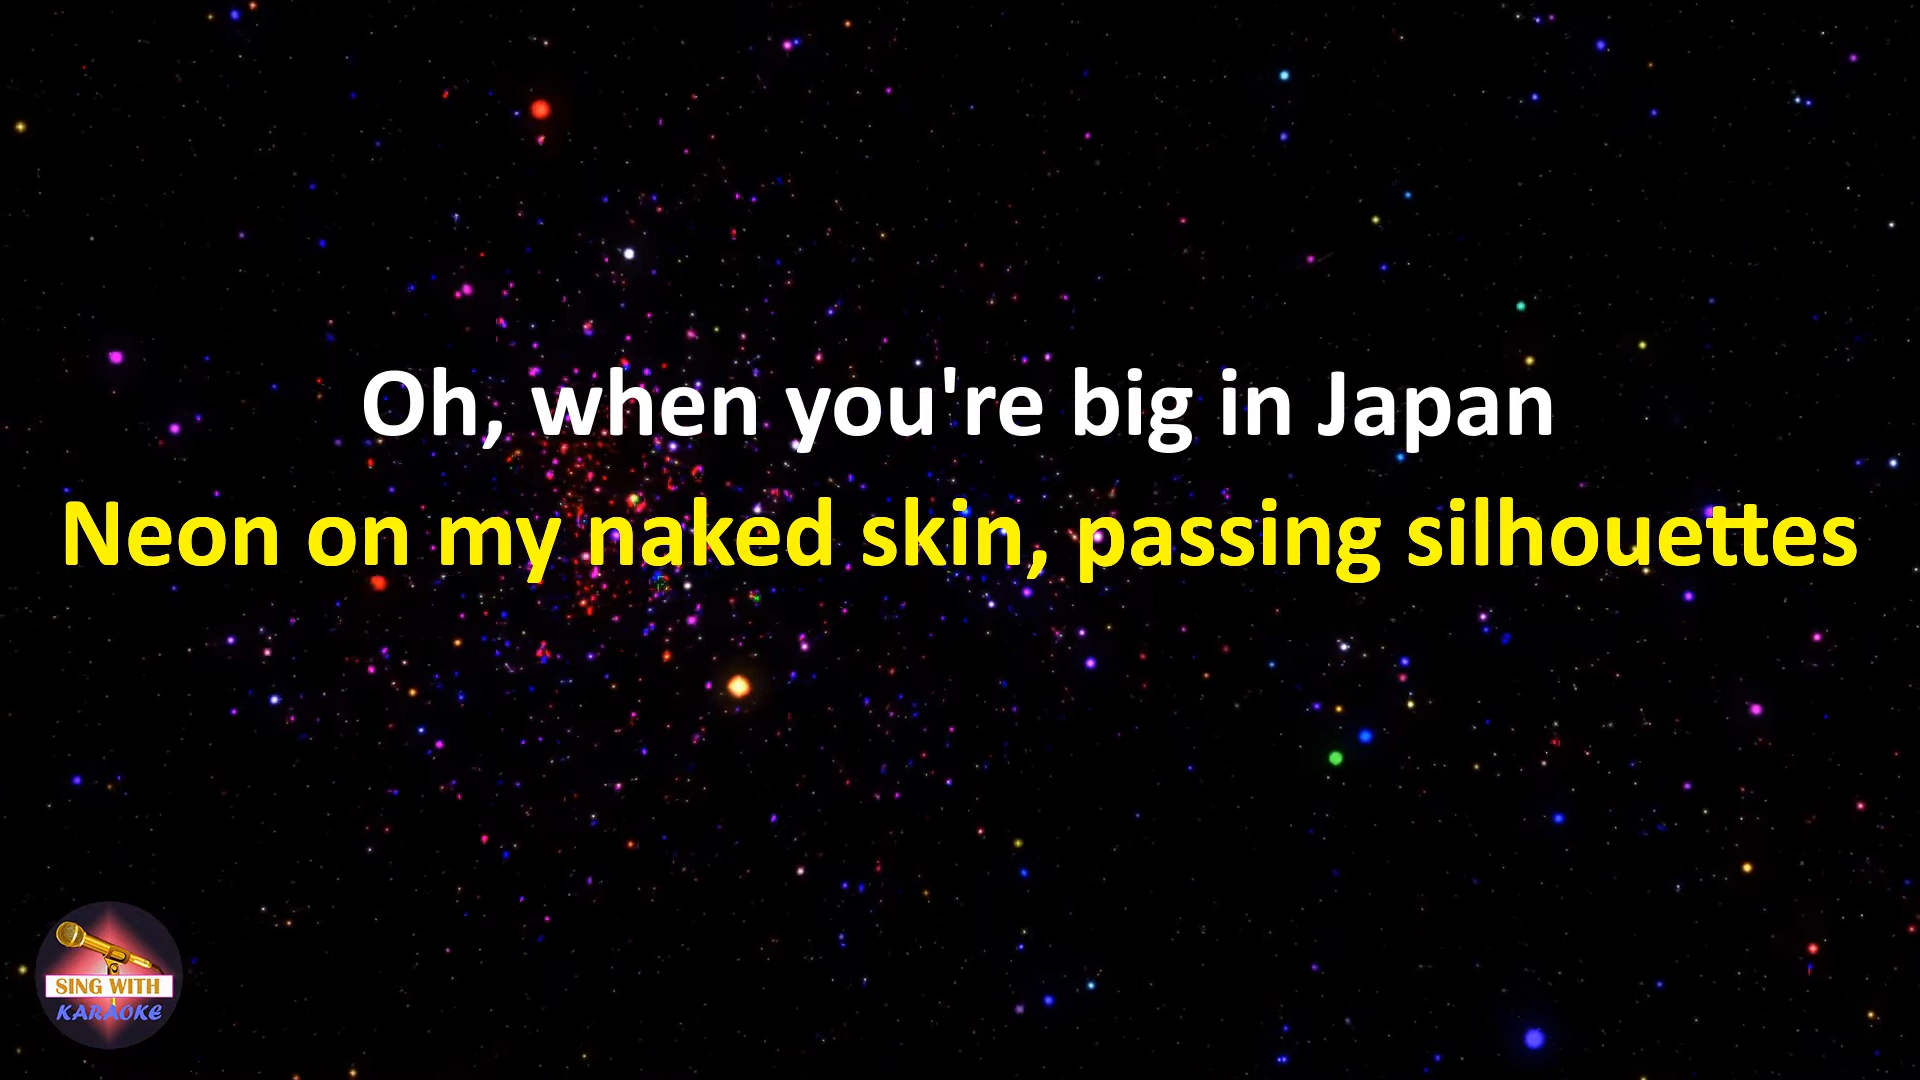 Oh, when you're big in Japan
Neon on my naked skin, passing silhouettes
SING WITH
KARAOKE